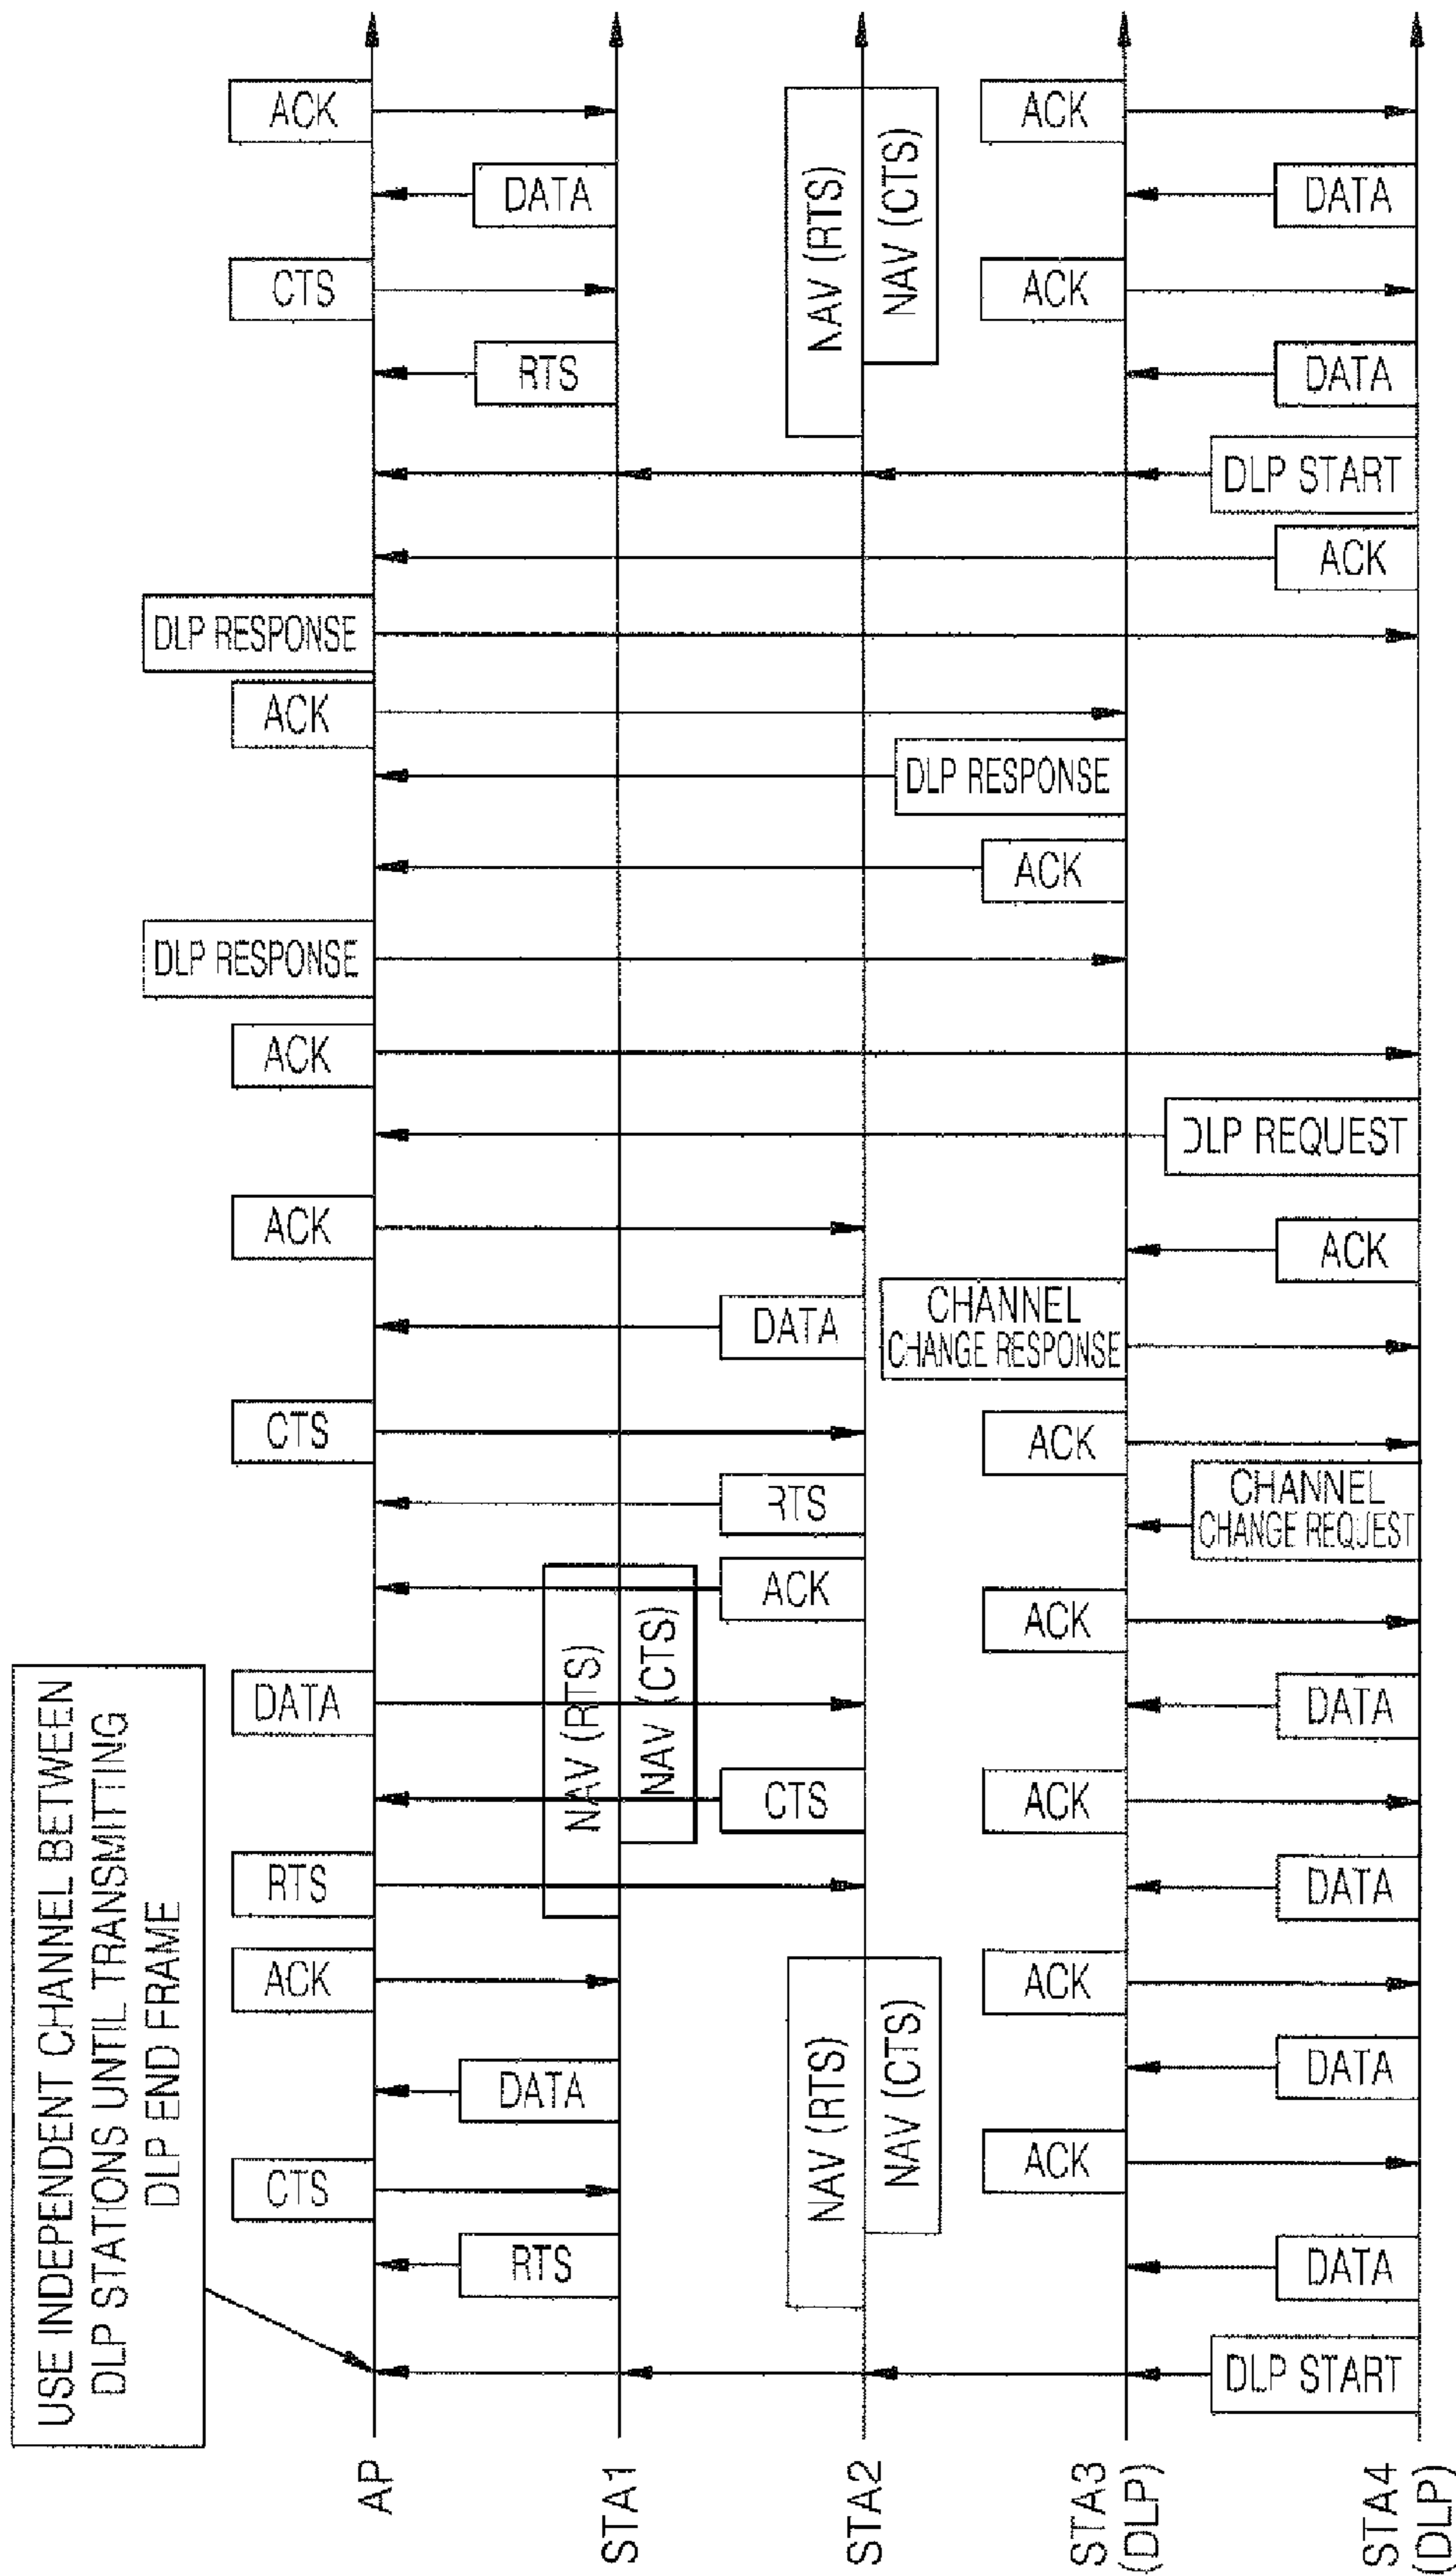 USE INDEPENDENT CHANNEL BETWEEN
DLP STATIONS UNTIL TRANSMITTING
DLP END FRAME
AP
CTS
ACK
RTS
DATA
CTS
ACK
ACK
DLP RESPONSE
ACK
DLP RESPONSE
CTS
ACK
STA1
RTS
DATA
NAV (RTS)
NAV (CTS)
RTS
DATA
STA2
NAV (RTS)
NAV (CTS)
CTS
ACK
RTS
DATA
NAV (RTS)
NAV (CTS)
STA3
(DLP)
ACK
ACK
ACK
ACK
ACK
CHANNEL
CHANGE RESPONSE
ACK
DLP RESPONSE
ACK
ACK
STA4
(DLP)
DLP START
DATA
DATA
DATA
DATA
CHANNEL
CHANGE REQUEST
ACK
DLP REQUEST
ACK
DLP START
DATA
DATA